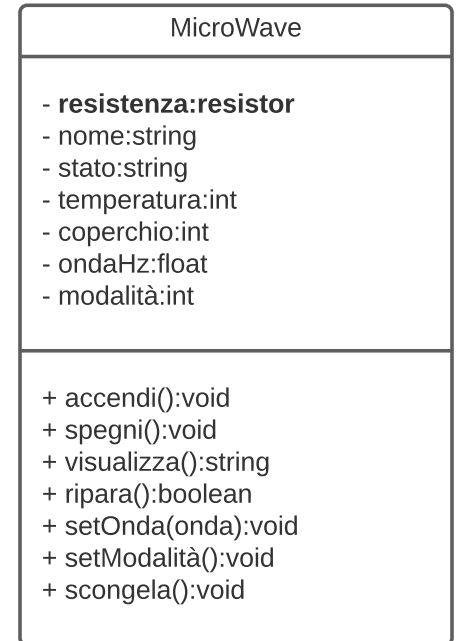 MicroWave
- resistenza:resistor
- nome:string
- stato:string
- temperatura:int
- coperchio:int
- ondaHz:float
- modalità:int
+ accendi():void
+ spegni():void
+ visualizza():string
+ ripara():boolean
+ setOnda(onda):void
+ setModalità():void
+ scongela():void